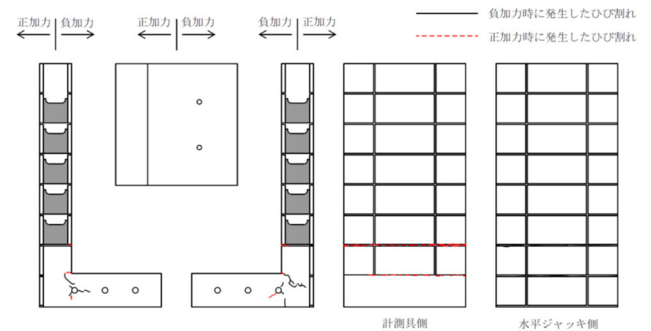 負加力時に発生したひび割れ
正加力時に発生したひび割れ
正加力 負加力 正加力 負加力 負加力 正加力
計測具側 水平ジャッキ側